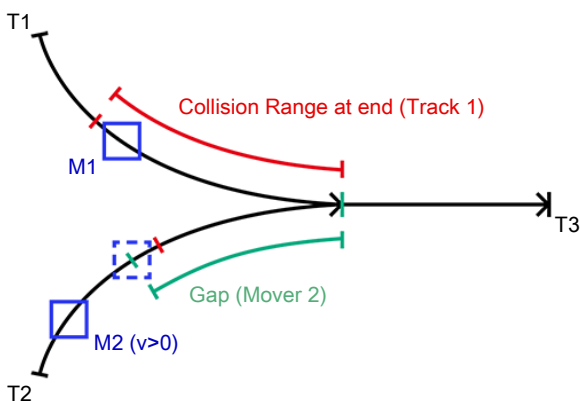 T1
Collision Range at end (Track 1)
M1
T3
Gap (Mover 2)
M2 (v>0)
T2